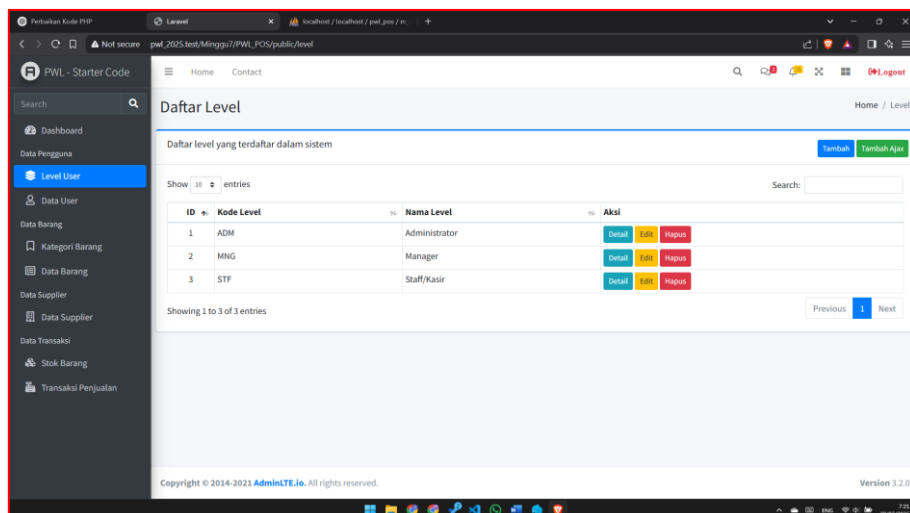 Perbaikan Kode PHP
Laravel
localhost / localhost / pwl_pos / m_
Not secure pwl_2025.test/Minggu7/PWL_POS/public/level
PWL - Starter Code
Home Contact
Logout
Search
Daftar Level
Home / Level
Dashboard
Data Pengguna
Level User
Data User
Data Barang
Kategori Barang
Data Barang
Data Supplier
Data Supplier
Data Transaksi
Stok Barang
Transaksi Penjualan
Daftar level yang terdaftar dalam sistem
Tambah Tambah Ajax
Show 10 entries
Search:
ID Kode Level Nama Level Aksi
1 ADM Administrator Detail Edit Hapus
2 MNG Manager Detail Edit Hapus
3 STF Staff/Kasir Detail Edit Hapus
Showing 1 to 3 of 3 entries
Previous 1 Next
Copyright © 2014-2021 AdminLTE.io. All rights reserved.
Version 3.2.0
ENG